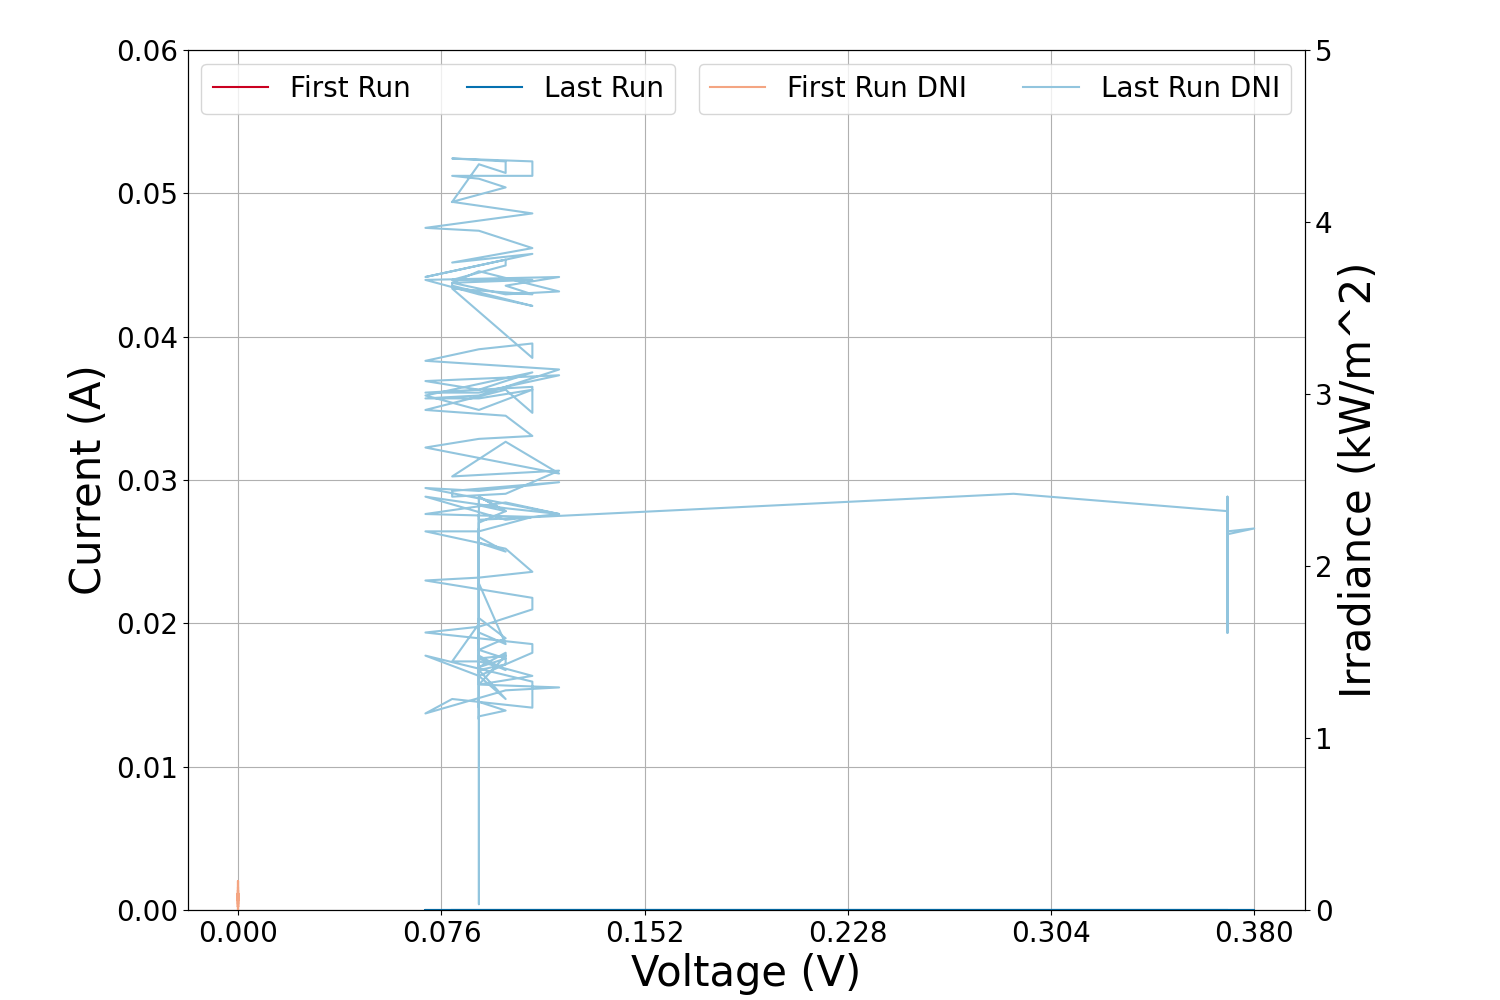 First Run
Last Run
First Run DNI
Last Run DNI
0.06
0.05
0.04
0.03
0.02
0.01
0.00
Current (A)
5
4
3
2
1
0
Irradiance (kW/m^2)
0.000
0.076
0.152
0.228
0.304
0.380
Voltage (V)